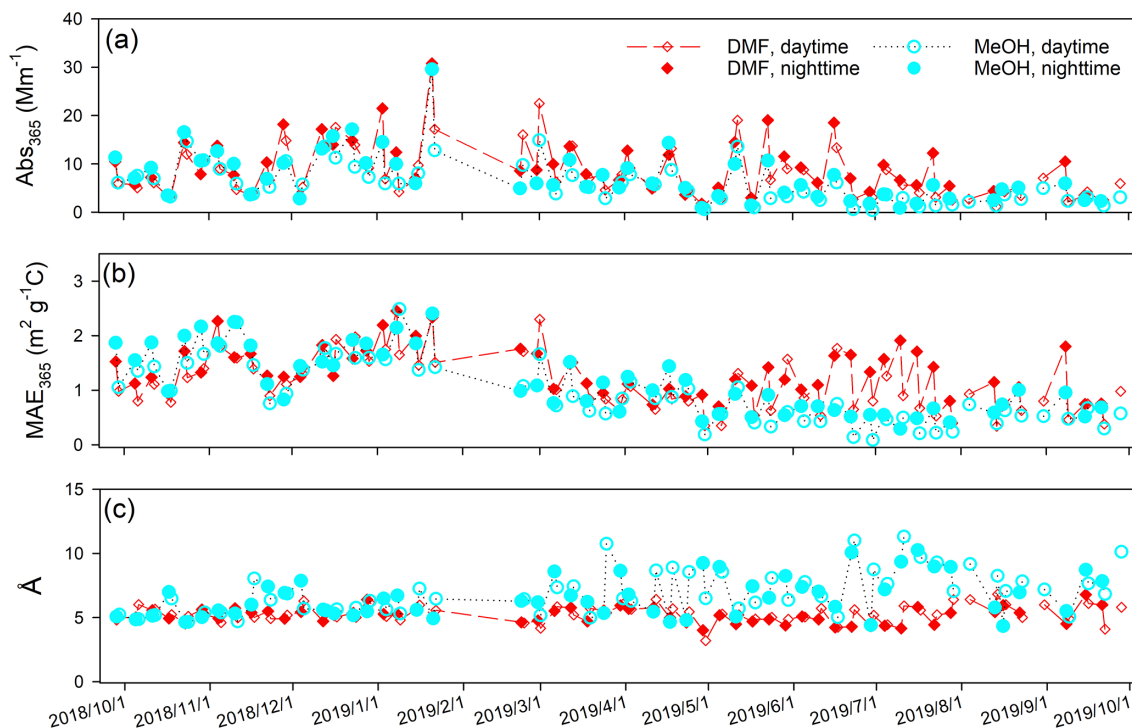 (a)
DMF, daytime
MeOH, daytime
DMF, nighttime
MeOH, nighttime
Abs365 (Mm-1)
40
30
20
10
0
(b)
MAE365 (m2 g-1C)
3
2
1
0
(c)
Å
15
10
5
0
2018/10/1
2018/11/1
2018/12/1
2019/1/1
2019/2/1
2019/3/1
2019/4/1
2019/5/1
2019/6/1
2019/7/1
2019/8/1
2019/9/1
2019/10/1